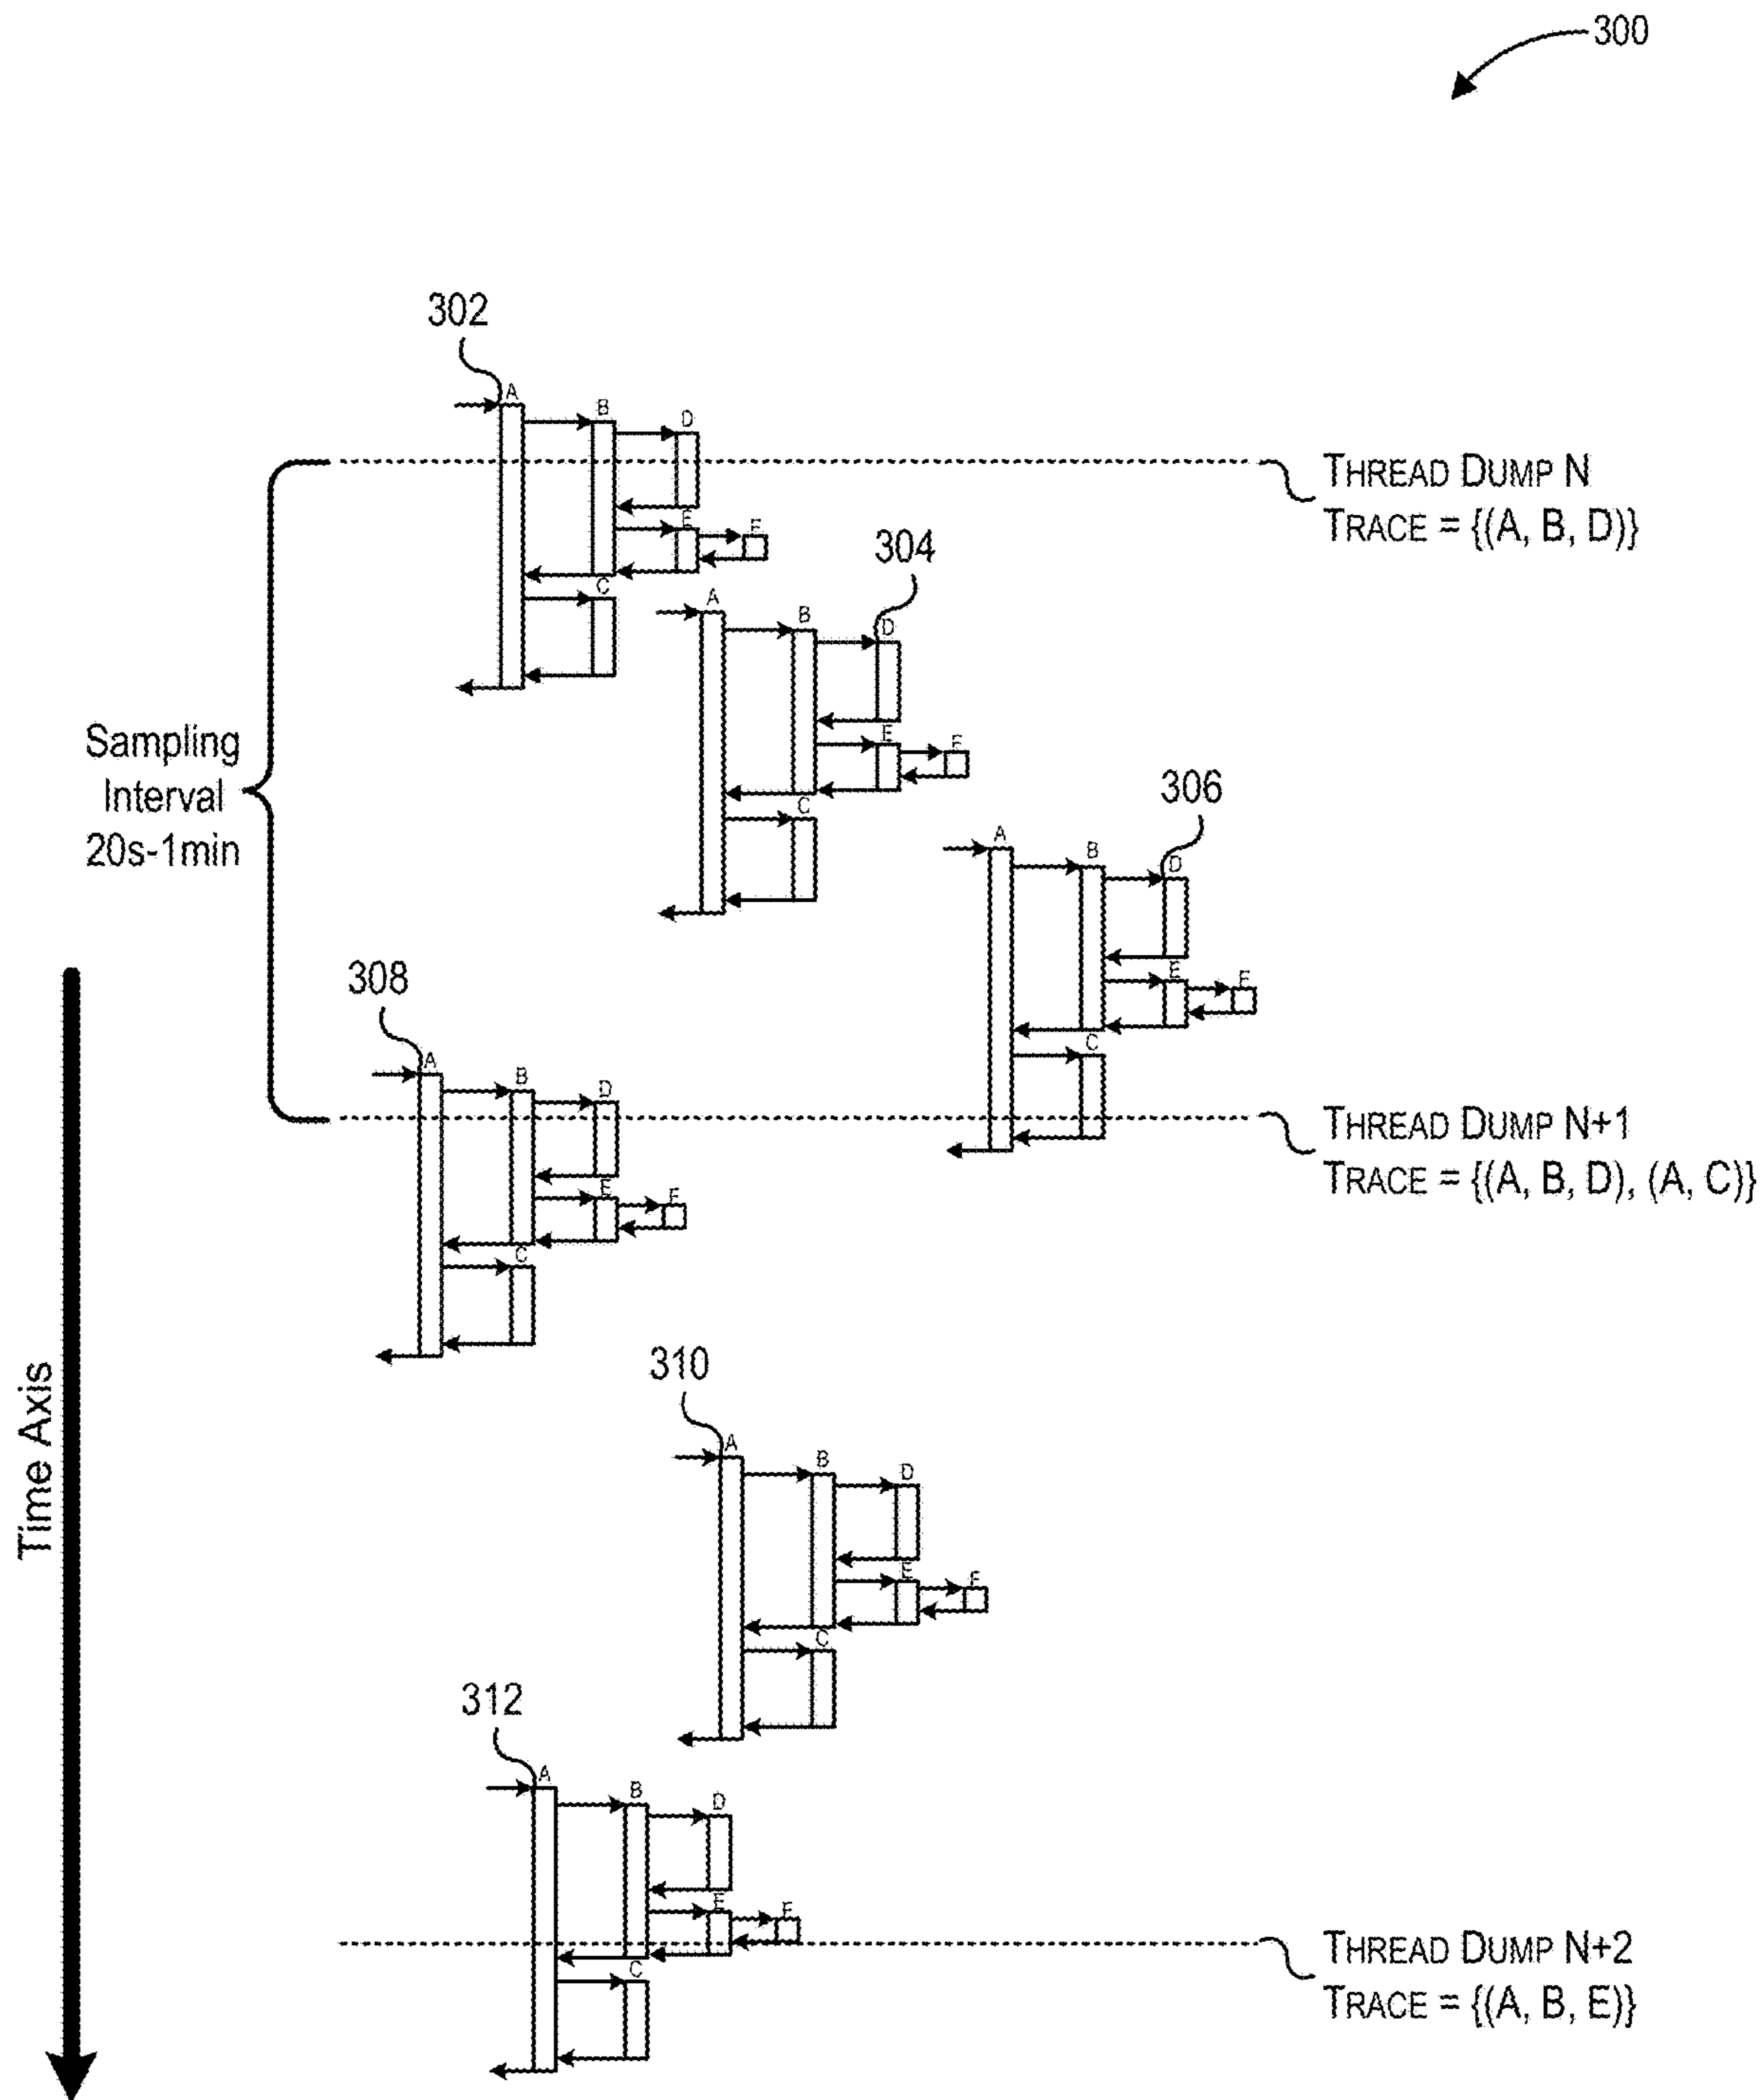 300
302
A
B
D
THREAD DUMP N
TRACE = {(A, B, D)}
E
F
304
C
A
B
D
Sampling
Interval
20s-1min
E
F
306
C
A
B
D
308
E
F
A
C
B
D
THREAD DUMP N+1
TRACE = {(A, B, D), (A, C)}
E
F
C
310
Time Axis
A
B
D
E
F
C
312
A
B
D
E
F
THREAD DUMP N+2
C
TRACE = {(A, B, E)}